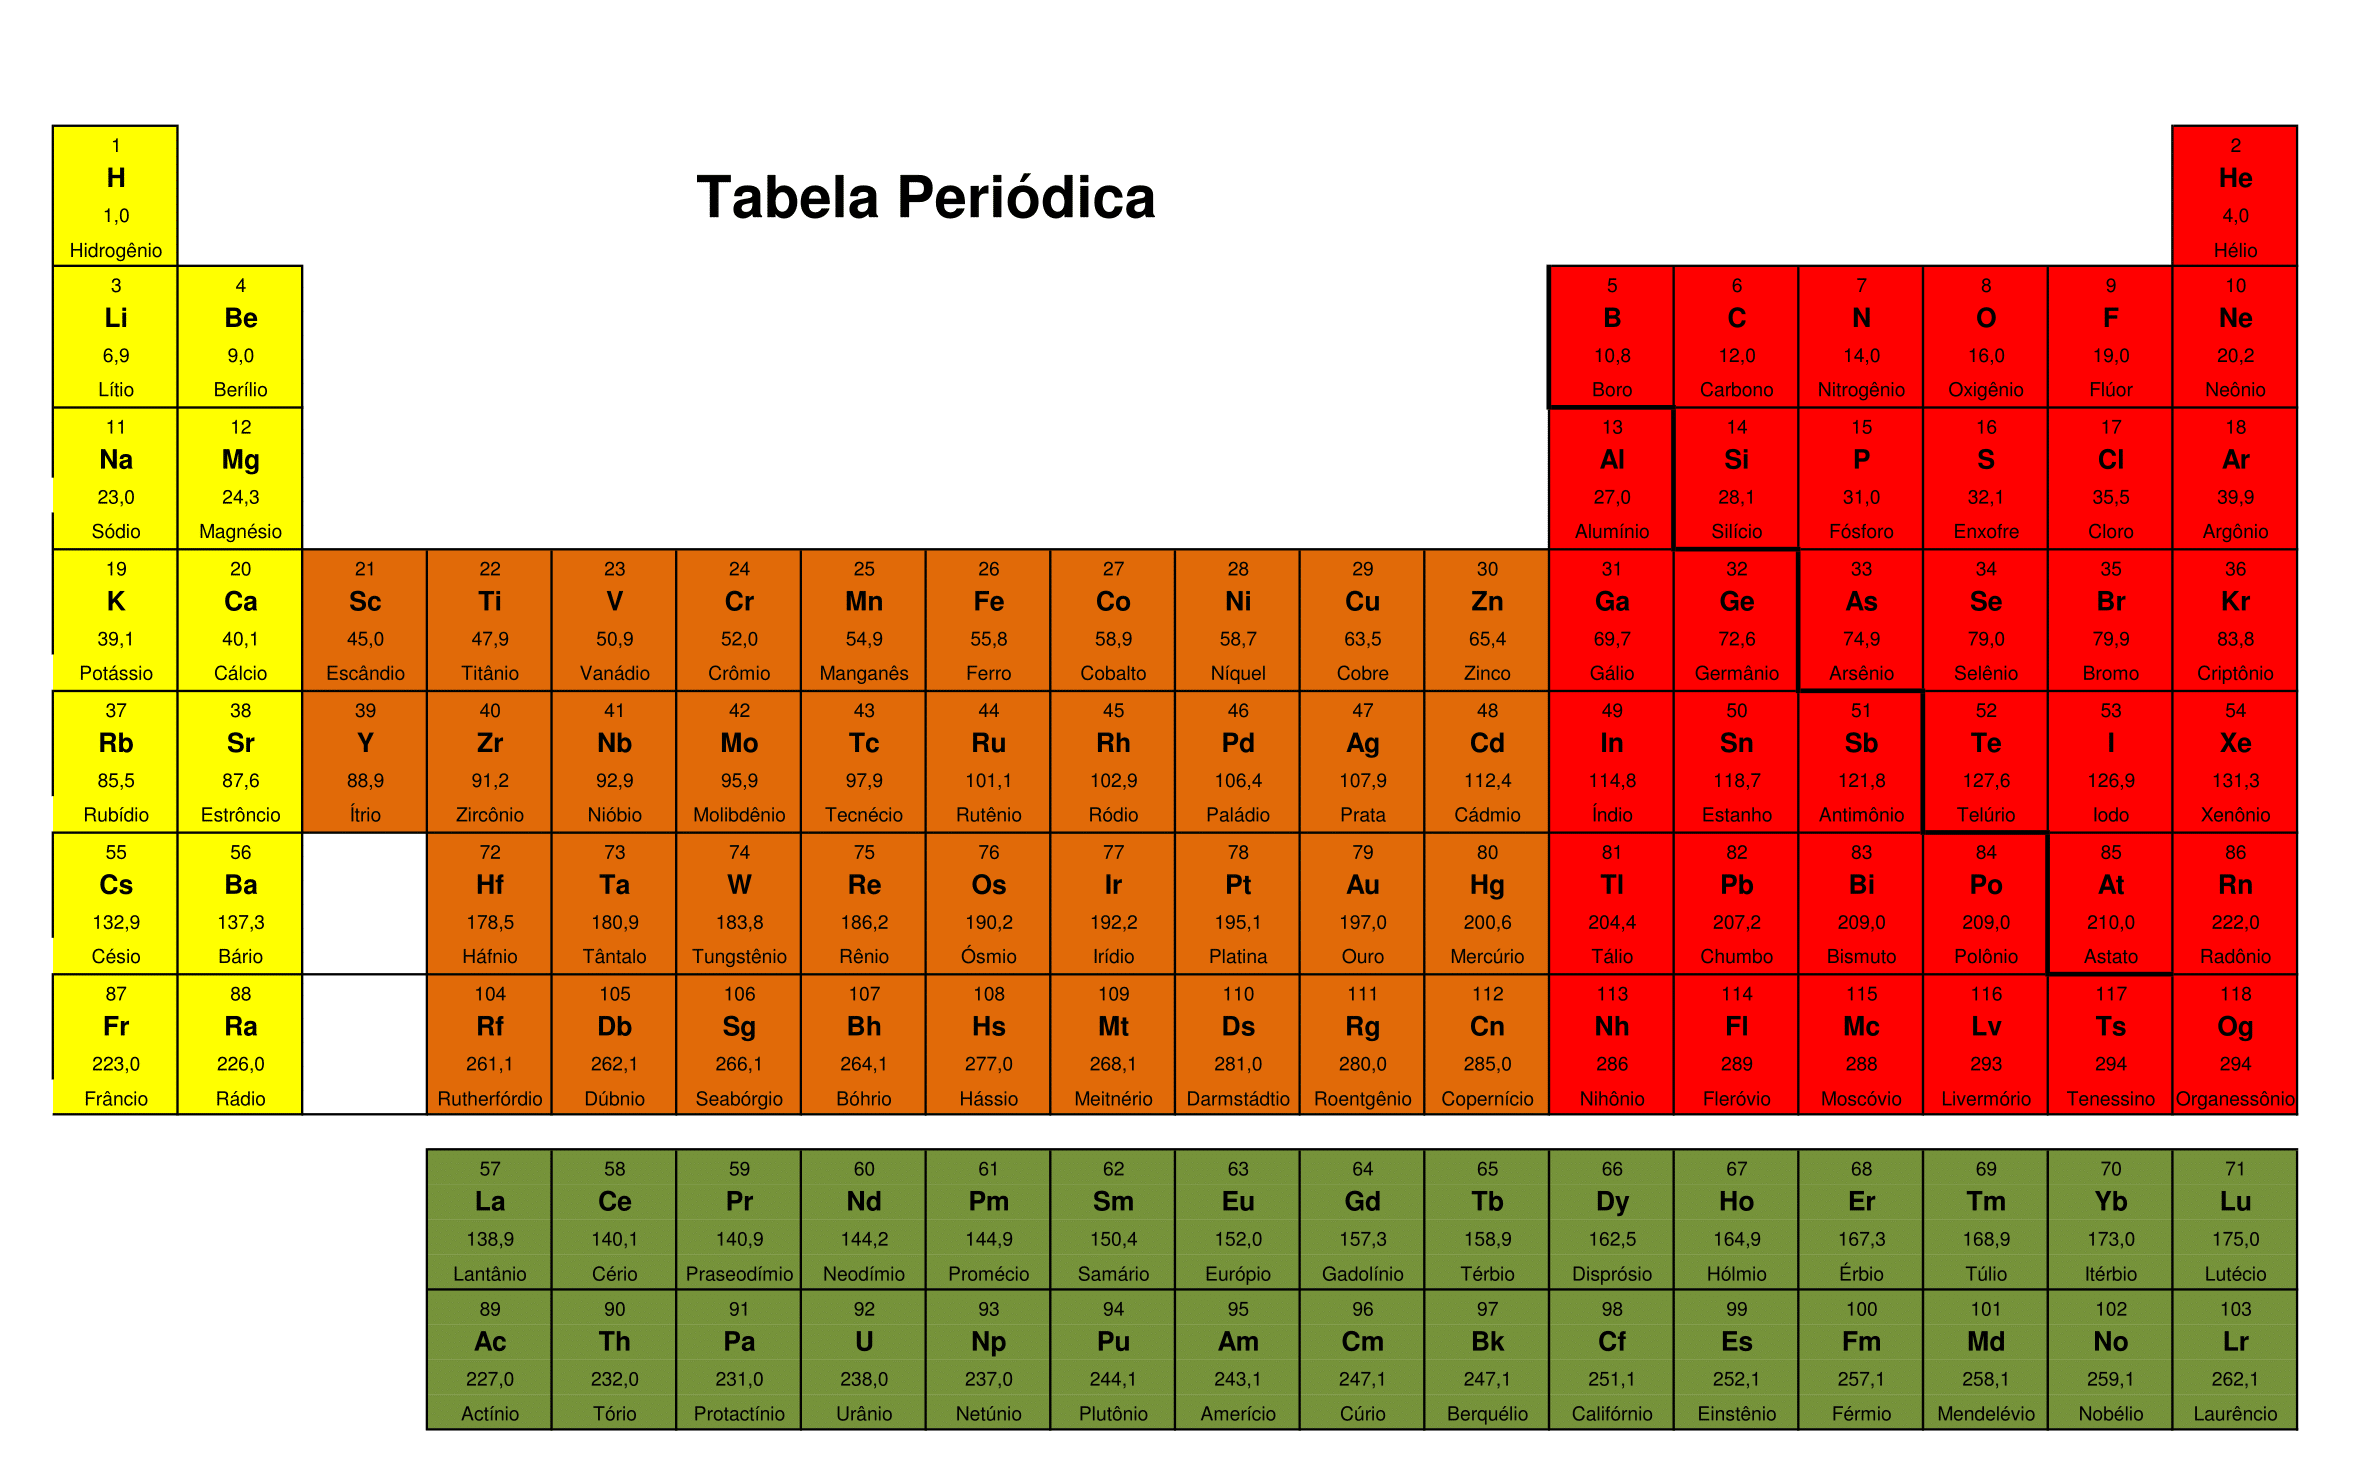 Tabela Periódica
1 2
H He
1,0 4,0
Hidrogênio Hélio
3 4 5 6 7 8 9 10
Li Be B C N O F Ne
6,9 9,0 10,8 12,0 14,0 16,0 19,0 20,2
Lítio Berílio Boro Carbono Nitrogênio Oxigênio Flúor Neônio
11 12 13 14 15 16 17 18
Na Mg Al Si P S Cl Ar
23,0 24,3 27,0 28,1 31,0 32,1 35,5 39,9
Sódio Magnésio Alumínio Silício Fósforo Enxofre Cloro Argônio
19 20 21 22 23 24 25 26 27 28 29 30 31 32 33 34 35 36
K Ca Sc Ti V Cr Mn Fe Co Ni Cu Zn Ga Ge As Se Br Kr
39,1 40,1 45,0 47,9 50,9 52,0 54,9 55,8 58,9 58,7 63,5 65,4 69,7 72,6 74,9 79,0 79,9 83,8
Potássio Cálcio Escândio Titânio Vanádio Crômio Manganês Ferro Cobalto Níquel Cobre Zinco Gálio Germânio Arsênio Selênio Bromo Criptônio
37 38 39 40 41 42 43 44 45 46 47 48 49 50 51 52 53 54
Rb Sr Y Zr Nb Mo Tc Ru Rh Pd Ag Cd In Sn Sb Te I Xe
85,5 87,6 88,9 91,2 92,9 95,9 97,9 101,1 102,9 106,4 107,9 112,4 114,8 118,7 121,8 127,6 126,9 131,3
Rubídio Estrôncio Ítrio Zircônio Nióbio Molibdênio Tecnécio Rutênio Ródio Paládio Prata Cádmio Índio Estanho Antimônio Telúrio Iodo Xenônio
55 56 72 73 74 75 76 77 78 79 80 81 82 83 84 85 86
Cs Ba Hf Ta W Re Os Ir Pt Au Hg Tl Pb Bi Po At Rn
132,9 137,3 178,5 180,9 183,8 186,2 190,2 192,2 195,1 197,0 200,6 204,4 207,2 209,0 209,0 210,0 222,0
Césio Bário Háfnio Tântalo Tungstênio Rênio Ósmio Irídio Platina Ouro Mercúrio Tálio Chumbo Bismuto Polônio Astato Radônio
87 88 104 105 106 107 108 109 110 111 112 113 114 115 116 117 118
Fr Ra Rf Db Sg Bh Hs Mt Ds Rg Cn Nh Fl Mc Lv Ts Og
223,0 226,0 261,1 262,1 266,1 264,1 277,0 268,1 281,0 280,0 285,0 286 289 288 293 294 294
Frâncio Rádio Rutherfórdio Dúbnio Seabórgio Bóhrio Hássio Meitnério Darmstádtio Roentgênio Copernício Nihônio Fleróvio Moscóvio Livermório Tenessino Organessônio
57 58 59 60 61 62 63 64 65 66 67 68 69 70 71
La Ce Pr Nd Pm Sm Eu Gd Tb Dy Ho Er Tm Yb Lu
138,9 140,1 140,9 144,2 144,9 150,4 152,0 157,3 158,9 162,5 164,9 167,3 168,9 173,0 175,0
Lantânio Cério Praseodímio Neodímio Promécio Samário Európio Gadolínio Térbio Disprósio Hólmio Érbio Túlio Itérbio Lutécio
89 90 91 92 93 94 95 96 97 98 99 100 101 102 103
Ac Th Pa U Np Pu Am Cm Bk Cf Es Fm Md No Lr
227,0 232,0 231,0 238,0 237,0 244,1 243,1 247,1 247,1 251,1 252,1 257,1 258,1 259,1 262,1
Actínio Tório Protactínio Urânio Netúnio Plutônio Amerício Cúrio Berquélio Califórnio Einstênio Férmio Mendelévio Nobélio Laurêncio